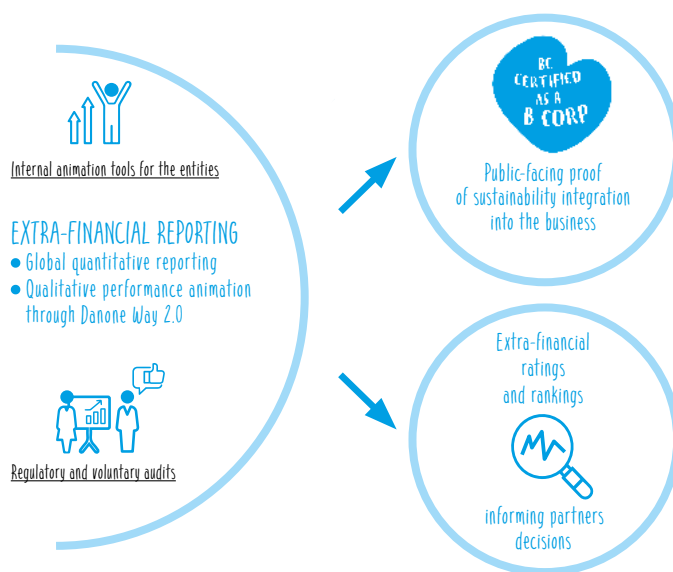 Internal animation tools for the entities
EXTRA-FINANCIAL REPORTING
● Global quantitative reporting
● Qualitative performance animation
through Danone Way 2.0
Regulatory and voluntary audits
BE
CERTIFIED
AS A
B CORP
Public-facing proof
of sustainability integration
into the business
Extra-financial
ratings
and rankings
informing partners
decisions